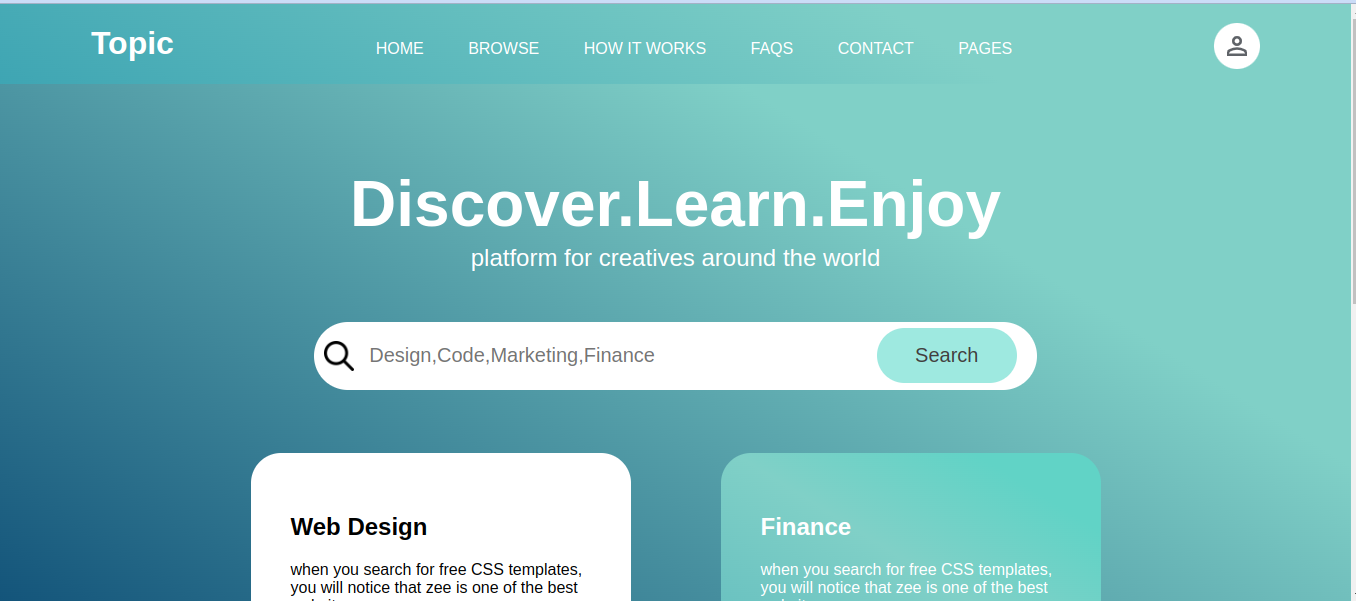 Topic
HOME BROWSE HOW IT WORKS FAQS CONTACT PAGES
Discover.Learn.Enjoy
platform for creatives around the world
Design,Code,Marketing,Finance Search
Web Design
when you search for free CSS templates,
you will notice that zee is one of the best
Finance
when you search for free CSS templates,
you will notice that zee is one of the best